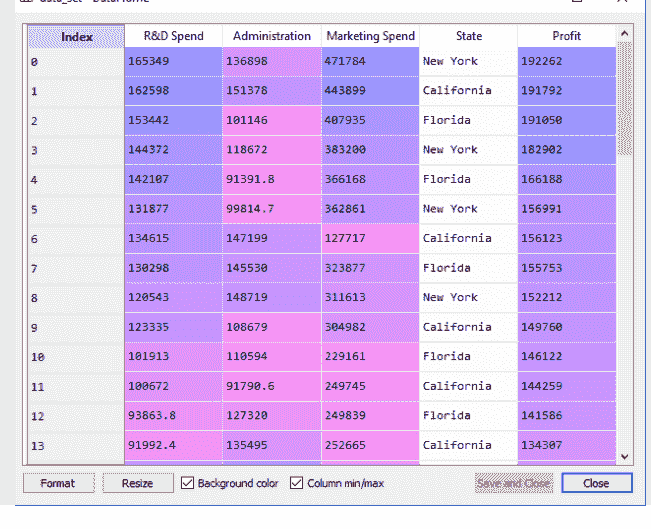 Index R&D Spend Administration Marketing Spend State Profit
0 165349 136898 471784 New York 192262
1 162598 151378 443899 California 191792
2 153442 101146 407935 Florida 191050
3 144372 118672 383200 New York 182902
4 142107 91391.8 366168 Florida 166188
5 131877 99814.7 362861 New York 156991
6 134615 147199 127717 California 156123
7 130298 145530 323877 Florida 155753
8 120543 148719 311613 New York 152212
9 123335 108679 304982 California 149760
10 101913 110594 229161 Florida 146122
11 100672 91790.6 249745 California 144259
12 93863.8 127320 249839 Florida 141586
13 91992.4 135495 252665 California 134307
Format Resize Background color Column min/max Save and Close Close